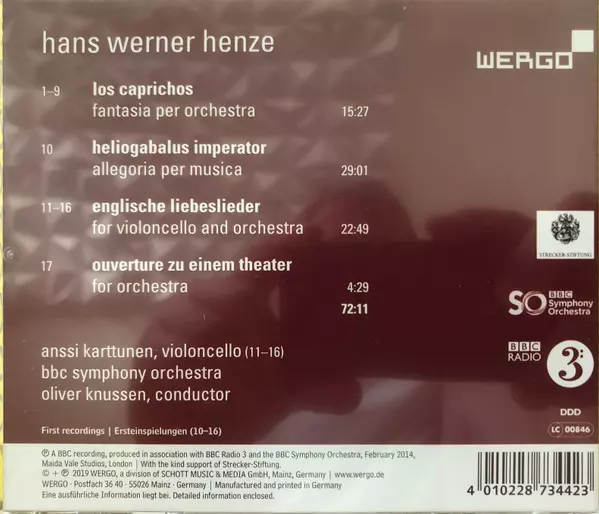 hans werner henze
WERGO
1–9 los caprichos
fantasia per orchestra 15:27
10 heliogabalus imperator
allegoria per musica 29:01
11–16 englische liebeslieder
for violoncello and orchestra 22:49
17 ouverture zu einem theater
for orchestra 4:29
72:11
STRECKER-STIFTUNG
SO BBC
Symphony
Orchestra
BBC
RADIO 3
anssi karttunen, violoncello (11–16)
bbc symphony orchestra
oliver knussen, conductor
DDD
LC 00846
First recordings | Ersteinspielungen (10–16)
Ⓟ A BBC recording, produced in association with BBC Radio 3 and the BBC Symphony Orchestra, February 2014,
Maida Vale Studios, London | With the kind support of Strecker-Stiftung.
© + Ⓟ 2019 WERGO, a division of SCHOTT MUSIC & MEDIA GmbH, Mainz, Germany | www.wergo.de
WERGO · Postfach 36 40 · 55026 Mainz · Germany | Manufactured and printed in Germany
Eine ausführliche Information liegt bei. Detailed information enclosed.
4 010228 734423